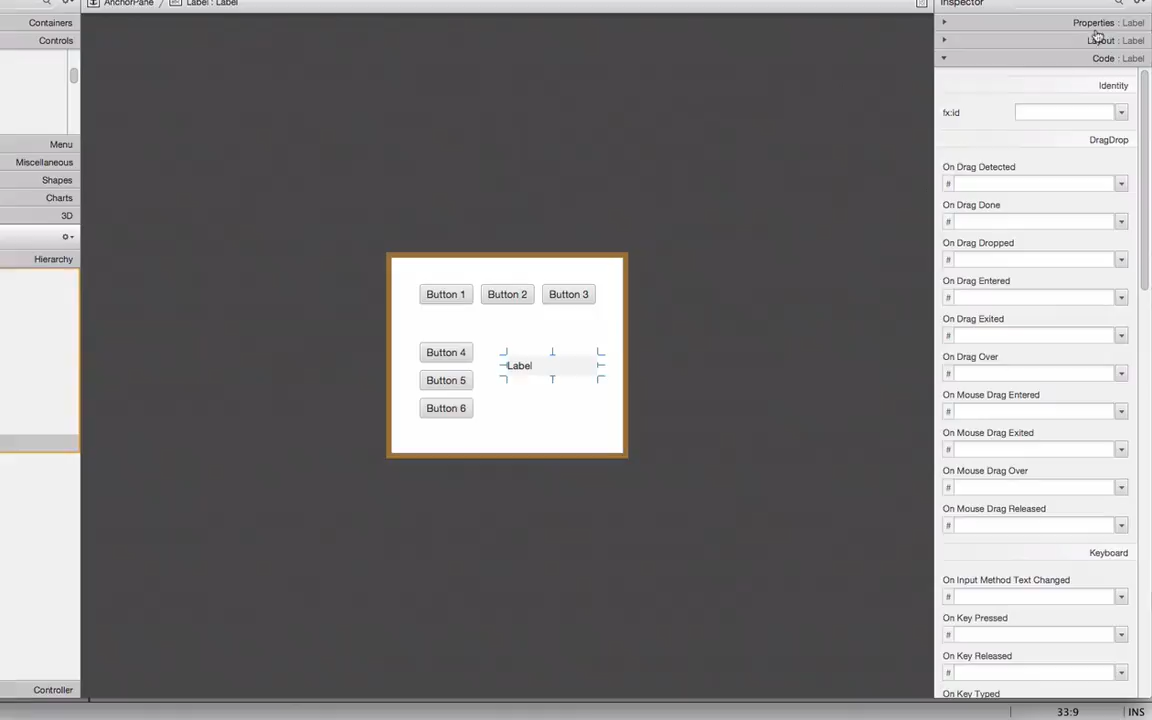 AnchorPane Label : Label
Inspector
Containers
Controls
Menu
Miscellaneous
Shapes
Charts
3D
Hierarchy
Controller
Button 1 Button 2 Button 3
Button 4
Button 5
Button 6
Label
Properties : Label
Layout : Label
Code : Label
Identity
fx:id
DragDrop
On Drag Detected
#
On Drag Done
#
On Drag Dropped
#
On Drag Entered
#
On Drag Exited
#
On Drag Over
#
On Mouse Drag Entered
#
On Mouse Drag Exited
#
On Mouse Drag Over
#
On Mouse Drag Released
#
Keyboard
On Input Method Text Changed
#
On Key Pressed
#
On Key Released
#
On Key Typed
33:9 INS